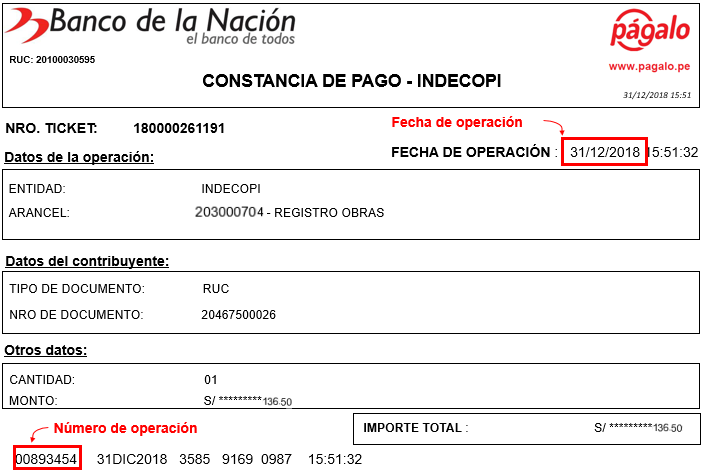 Banco de la Nación
el banco de todos
págalo
RUC: 20100030595
www.pagalo.pe
CONSTANCIA DE PAGO - INDECOPI
31/12/2018 15:51
NRO. TICKET: 180000261191
Fecha de operación
FECHA DE OPERACIÓN : 31/12/2018 15:51:32
Datos de la operación:
ENTIDAD: INDECOPI
ARANCEL: 203000704 - REGISTRO OBRAS
Datos del contribuyente:
TIPO DE DOCUMENTO: RUC
NRO DE DOCUMENTO: 20467500026
Otros datos:
CANTIDAD: 01
MONTO: S/ *********136.50
Número de operación
IMPORTE TOTAL : S/ *********136.50
00893454 31DIC2018 3585 9169 0987 15:51:32